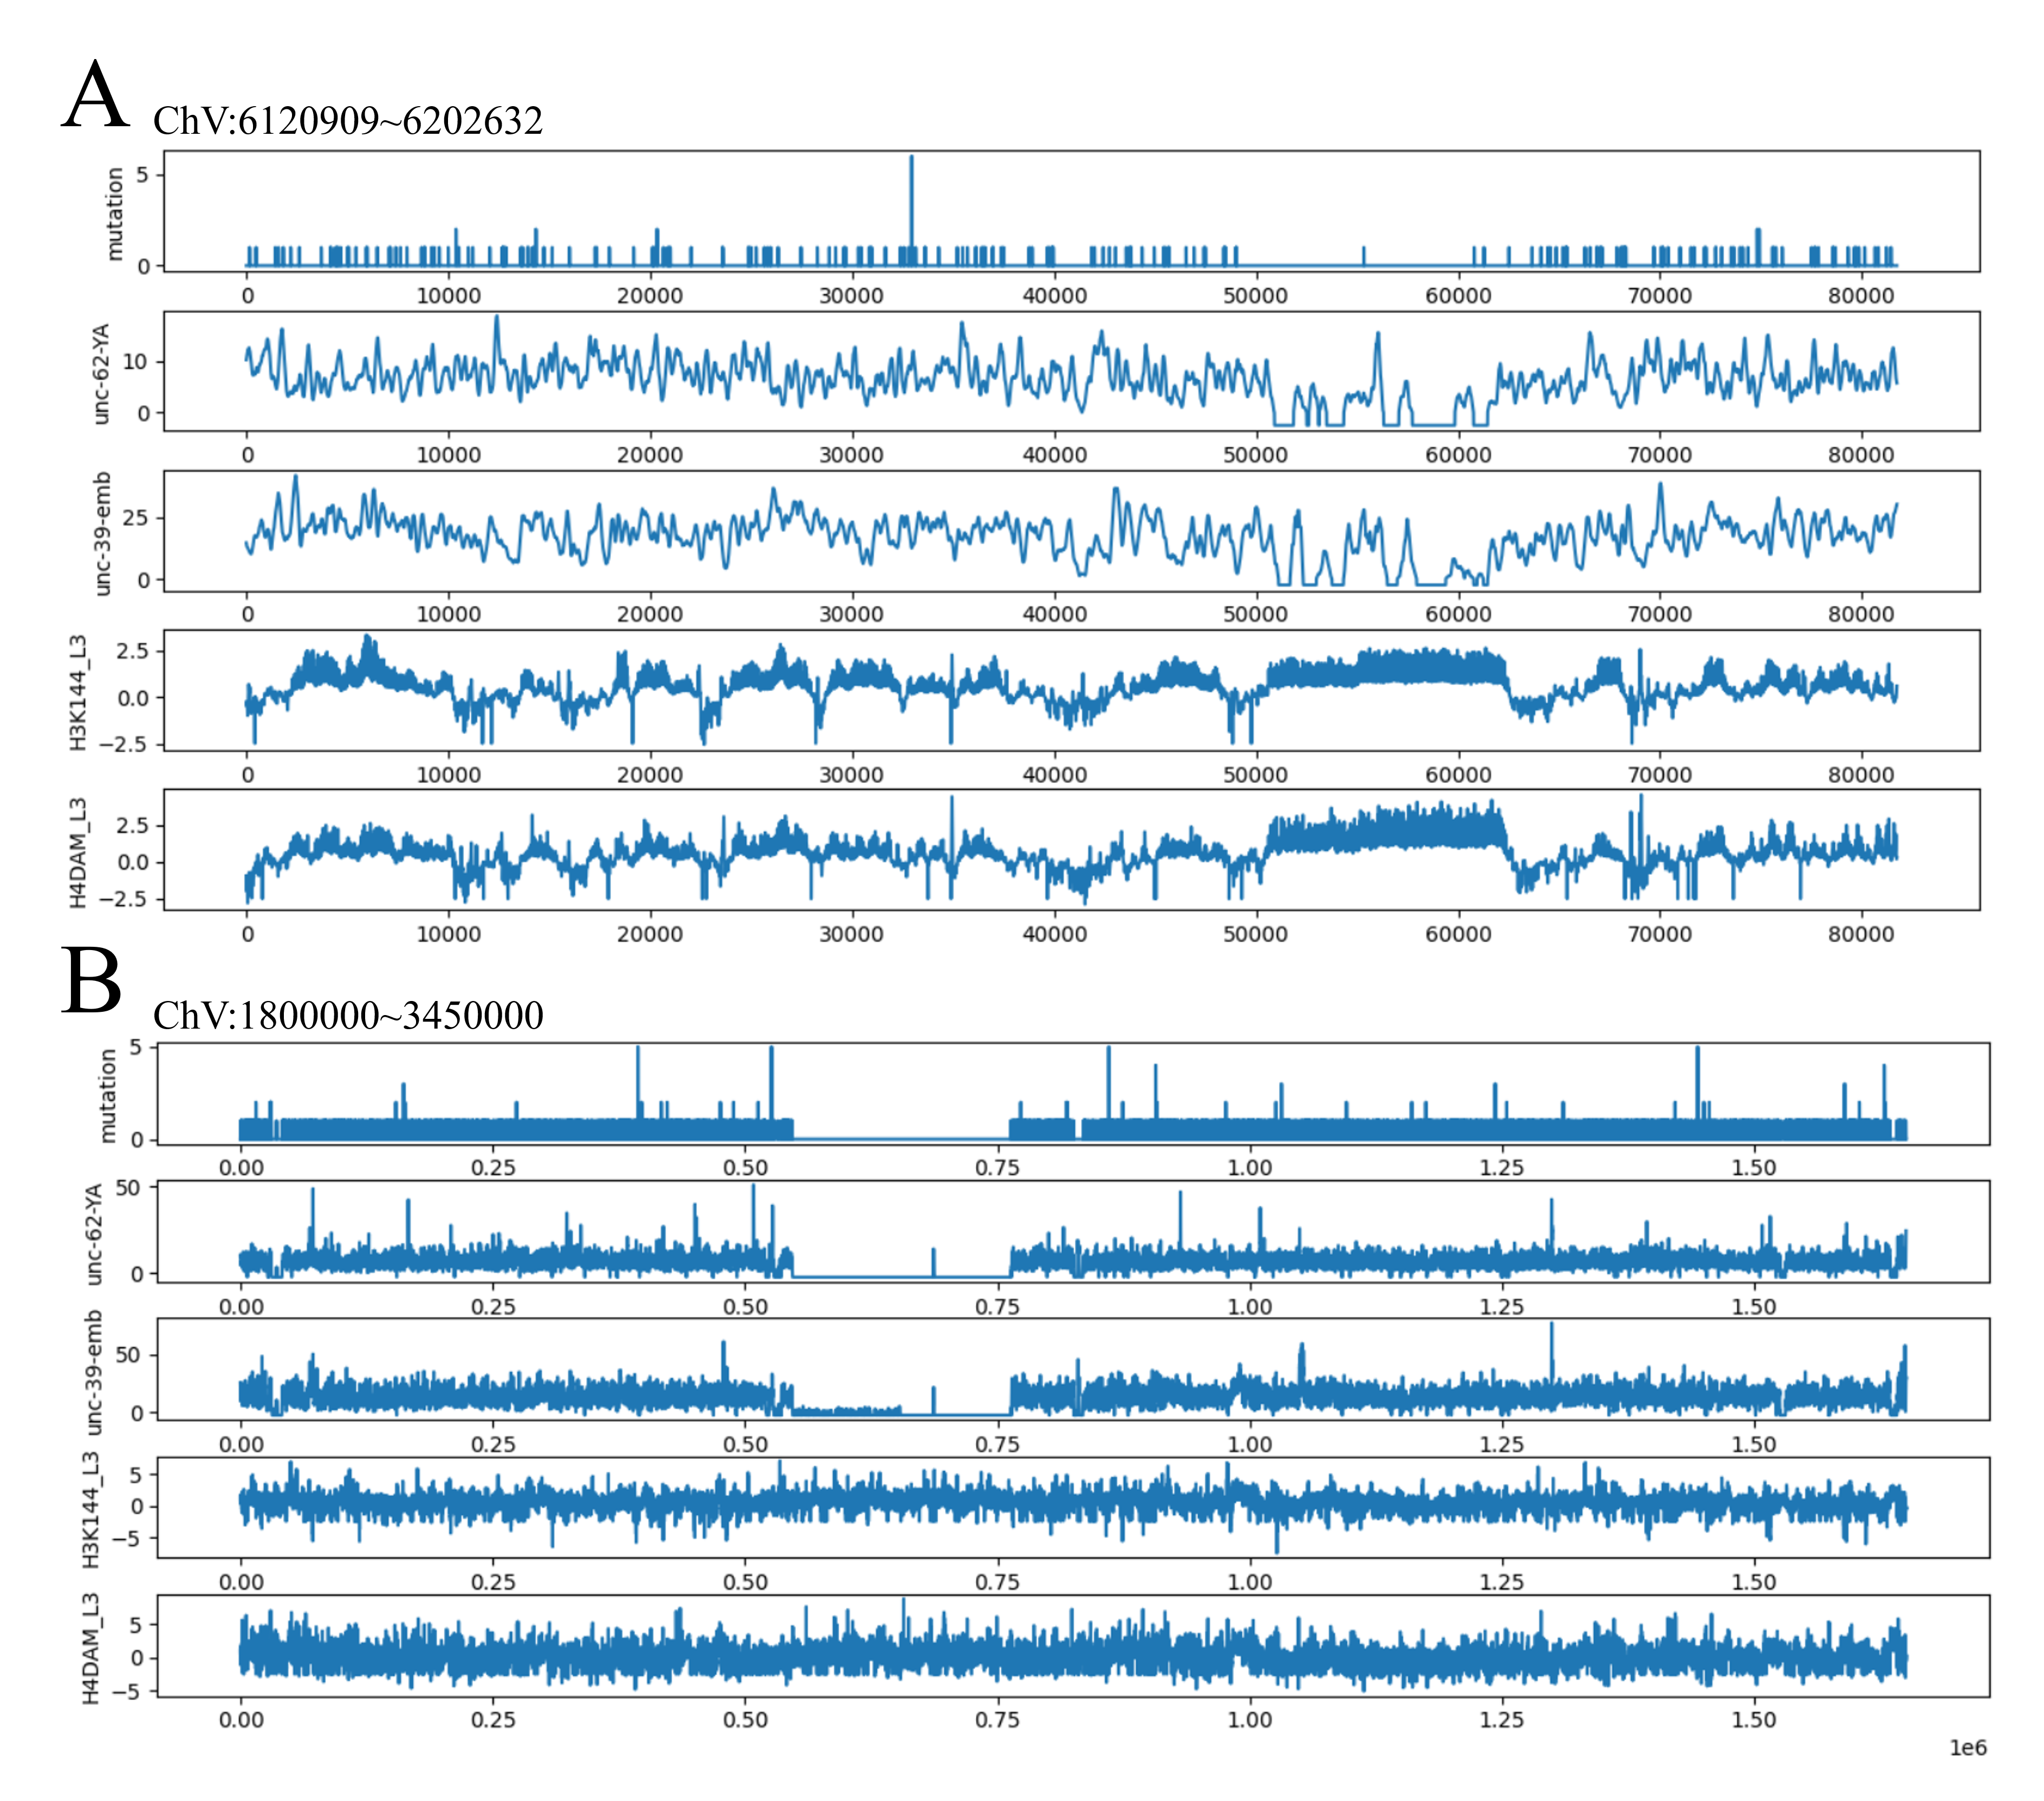 A
ChV:6120909~6202632
mutation
5
0
0 10000 20000 30000 40000 50000 60000 70000 80000
unc-62-YA
10
0
0 10000 20000 30000 40000 50000 60000 70000 80000
unc-39-emb
25
0
0 10000 20000 30000 40000 50000 60000 70000 80000
H3K144_L3
2.5
0.0
−2.5
0 10000 20000 30000 40000 50000 60000 70000 80000
H4DAM_L3
2.5
0.0
−2.5
0 10000 20000 30000 40000 50000 60000 70000 80000
B
ChV:1800000~3450000
mutation
5
0
0.00 0.25 0.50 0.75 1.00 1.25 1.50
unc-62-YA
50
0
0.00 0.25 0.50 0.75 1.00 1.25 1.50
unc-39-emb
50
0
0.00 0.25 0.50 0.75 1.00 1.25 1.50
H3K144_L3
5
0
−5
0.00 0.25 0.50 0.75 1.00 1.25 1.50
H4DAM_L3
5
0
−5
0.00 0.25 0.50 0.75 1.00 1.25 1.50
1e6